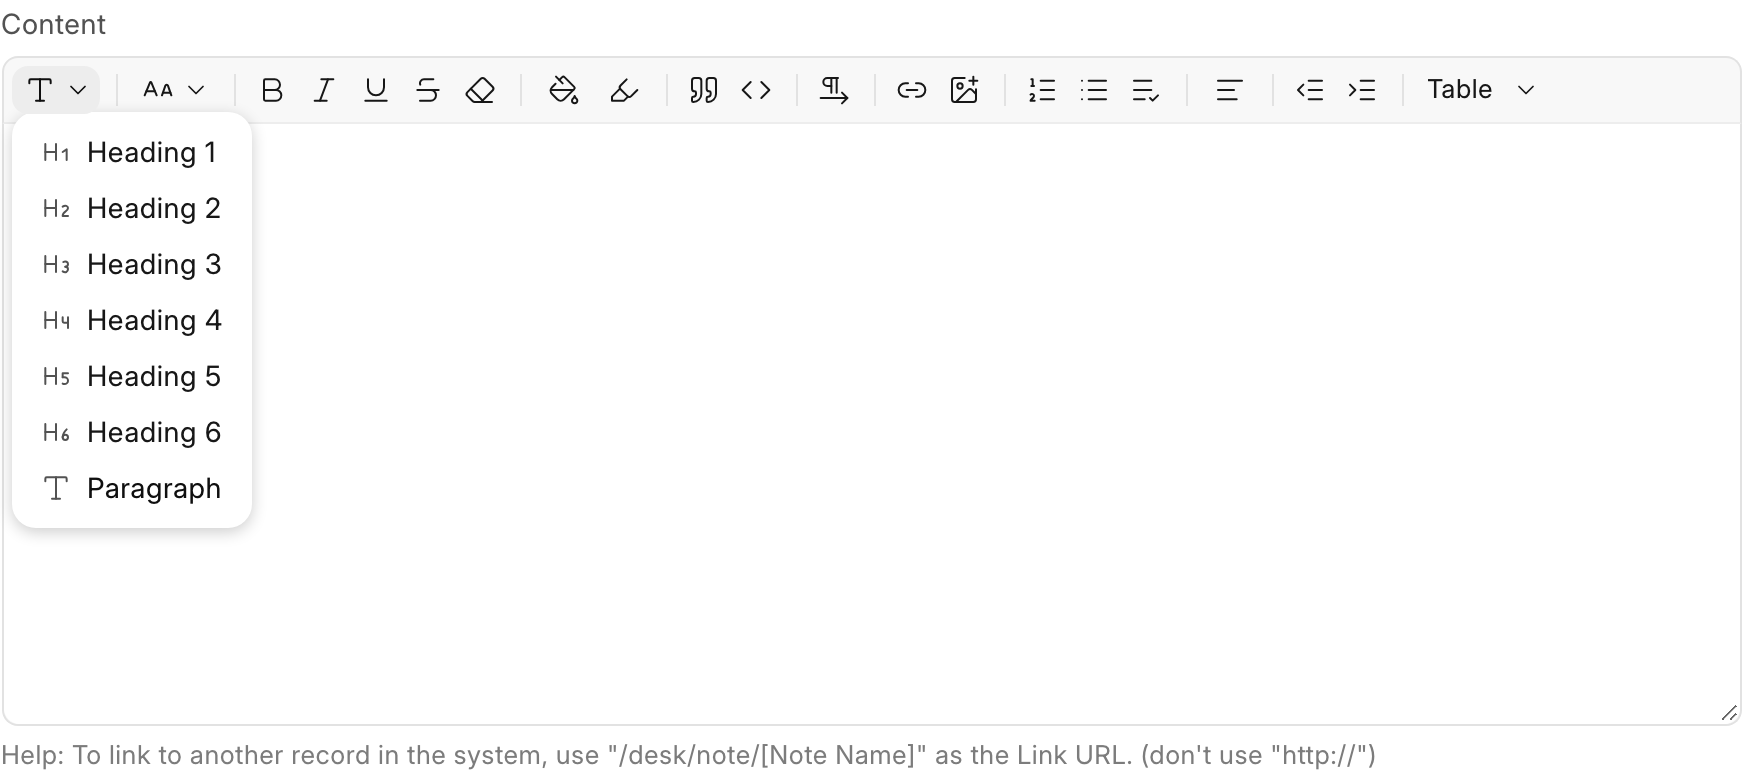 Content
T AA B I U S Table
H1 Heading 1
H2 Heading 2
H3 Heading 3
H4 Heading 4
H5 Heading 5
H6 Heading 6
T Paragraph
Help: To link to another record in the system, use "/desk/note/[Note Name]" as the Link URL. (don't use "http://")